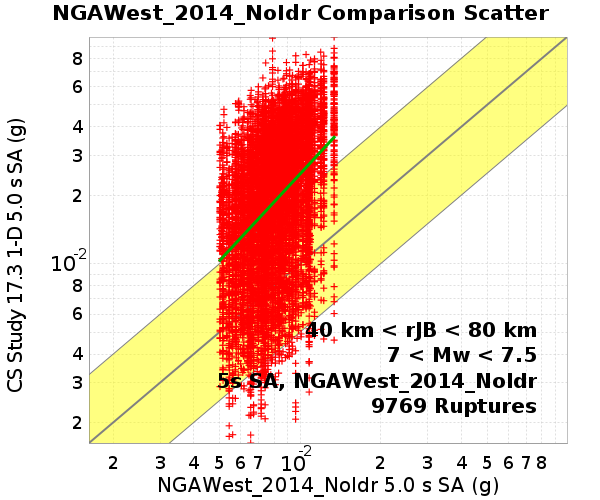 NGAWest_2014_NoIdr Comparison Scatter
CS Study 17.3 1-D 5.0 s SA (g)
8
6
4
3
2
10-2
8
6
4
3
2
40 km < rJB < 80 km
7 < Mw < 7.5
5s SA, NGAWest_2014_NoIdr
9769 Ruptures
2 3 4 5 6 7 10-2 2 3 4 5 6 7 8
NGAWest_2014_NoIdr 5.0 s SA (g)